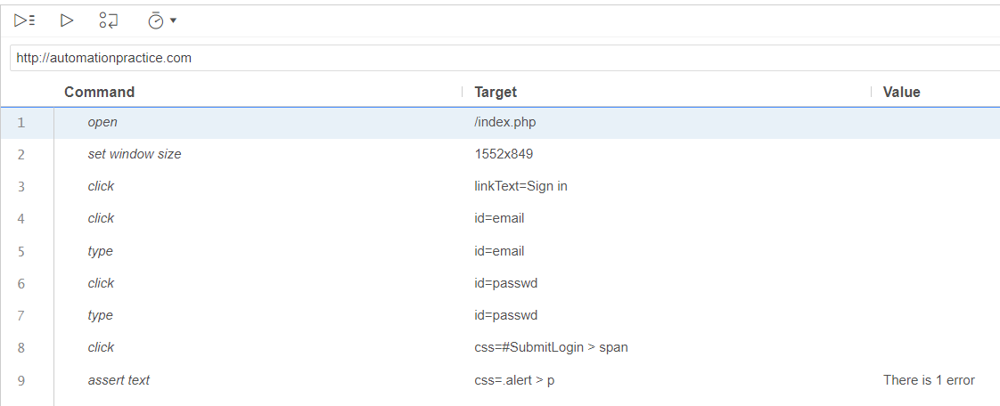 http://automationpractice.com
Command Target Value
1 open /index.php
2 set window size 1552x849
3 click linkText=Sign in
4 click id=email
5 type id=email
6 click id=passwd
7 type id=passwd
8 click css=#SubmitLogin > span
9 assert text css=.alert > p There is 1 error